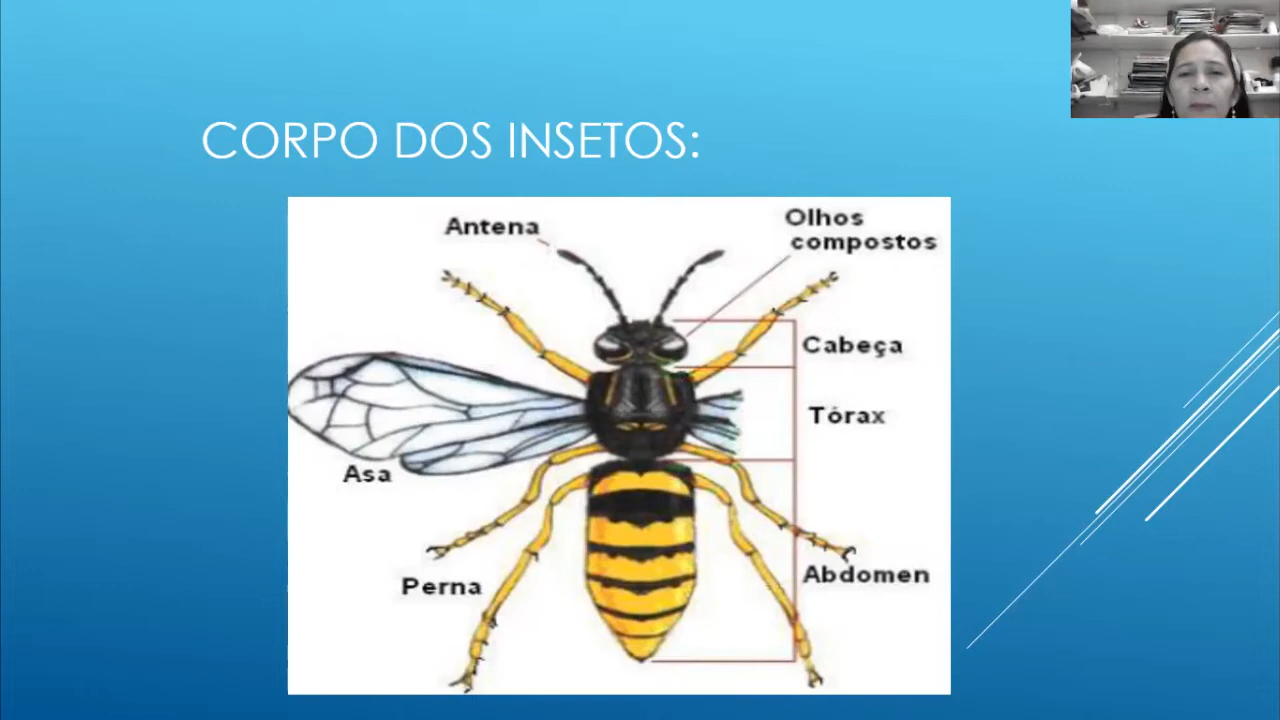 CORPO DOS INSETOS:
Antena
Olhos
compostos
Cabeça
Tórax
Asa
Abdomen
Perna